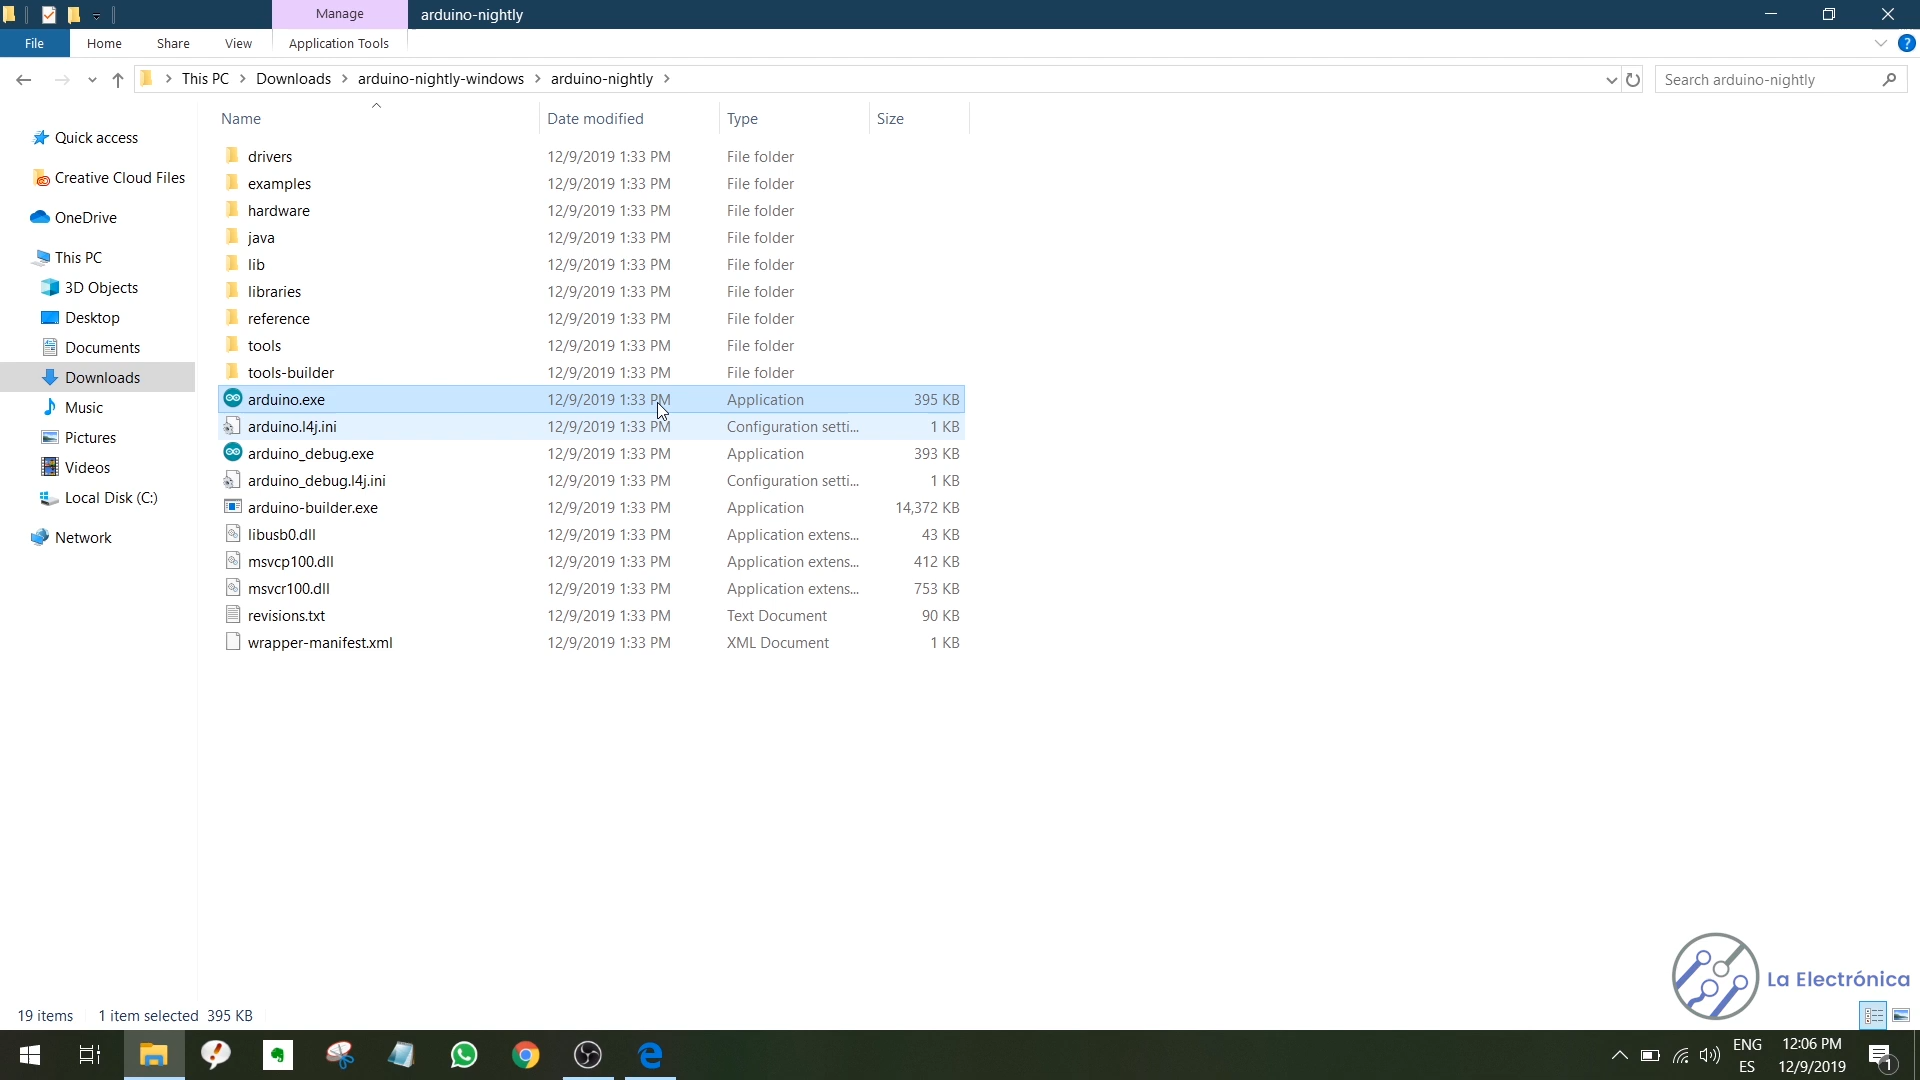 Manage
arduino-nightly
File
Home
Share
View
Application Tools
This PC > Downloads > arduino-nightly-windows > arduino-nightly >
Search arduino-nightly
Name Date modified Type Size
Quick access
Creative Cloud Files
OneDrive
This PC
3D Objects
Desktop
Documents
Downloads
Music
Pictures
Videos
Local Disk (C:)
Network
drivers 12/9/2019 1:33 PM File folder
examples 12/9/2019 1:33 PM File folder
hardware 12/9/2019 1:33 PM File folder
java 12/9/2019 1:33 PM File folder
lib 12/9/2019 1:33 PM File folder
libraries 12/9/2019 1:33 PM File folder
reference 12/9/2019 1:33 PM File folder
tools 12/9/2019 1:33 PM File folder
tools-builder 12/9/2019 1:33 PM File folder
arduino.exe 12/9/2019 1:33 PM Application 395 KB
arduino.l4j.ini 12/9/2019 1:33 PM Configuration setti... 1 KB
arduino_debug.exe 12/9/2019 1:33 PM Application 393 KB
arduino_debug.l4j.ini 12/9/2019 1:33 PM Configuration setti... 1 KB
arduino-builder.exe 12/9/2019 1:33 PM Application 14,372 KB
libusb0.dll 12/9/2019 1:33 PM Application extens... 43 KB
msvcp100.dll 12/9/2019 1:33 PM Application extens... 412 KB
msvcr100.dll 12/9/2019 1:33 PM Application extens... 753 KB
revisions.txt 12/9/2019 1:33 PM Text Document 90 KB
wrapper-manifest.xml 12/9/2019 1:33 PM XML Document 1 KB
La Electrónica
19 items 1 item selected 395 KB
ENG
ES
12:06 PM
12/9/2019
1